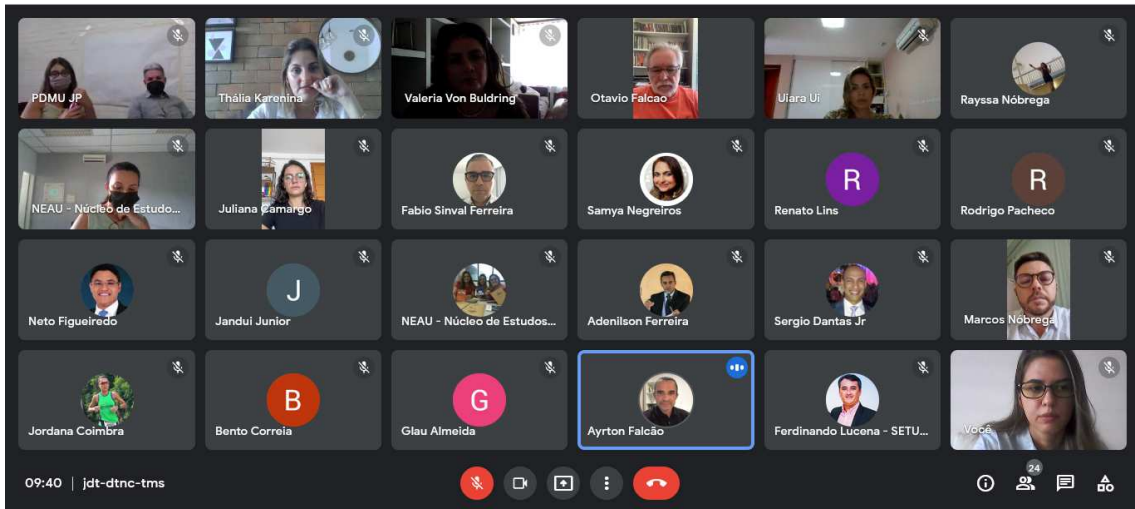 PDMU JP
Thália Karenina
Valeria Von Buldring
Otavio Falcao
Uiara Ui
Rayssa Nóbrega
NEAU - Núcleo de Estudo...
Juliana Camargo
Fabio Sinval Ferreira
Samya Negreiros
R
Renato Lins
R
Rodrigo Pacheco
Neto Figueiredo
J
Jandui Junior
NEAU - Núcleo de Estudos...
Adenilson Ferreira
Sergio Dantas Jr
Marcos Nóbrega
Jordana Coimbra
B
Bento Correia
G
Glau Almeida
Ayrton Falcão
Ferdinando Lucena - SETU...
Você
09:40 | jdt-dtnc-tms
24